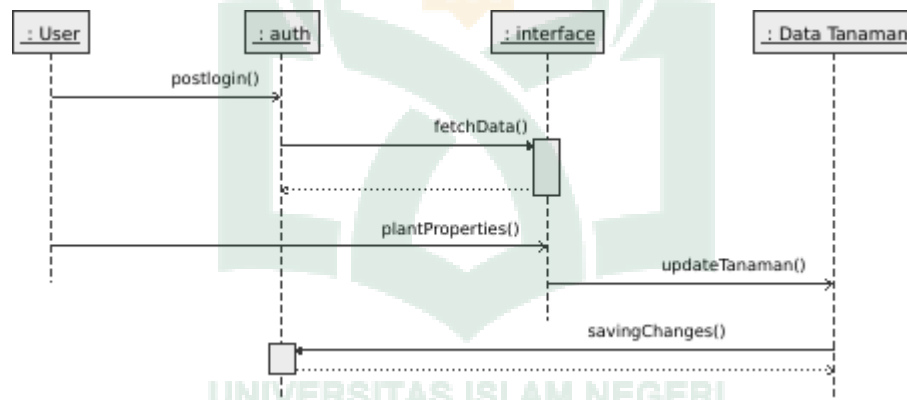 : User
: auth
: interface
: Data Tanaman
postlogin()
fetchData()
plantProperties()
updateTanaman()
savingChanges()
UNIVERSITAS ISLAM NEGERI